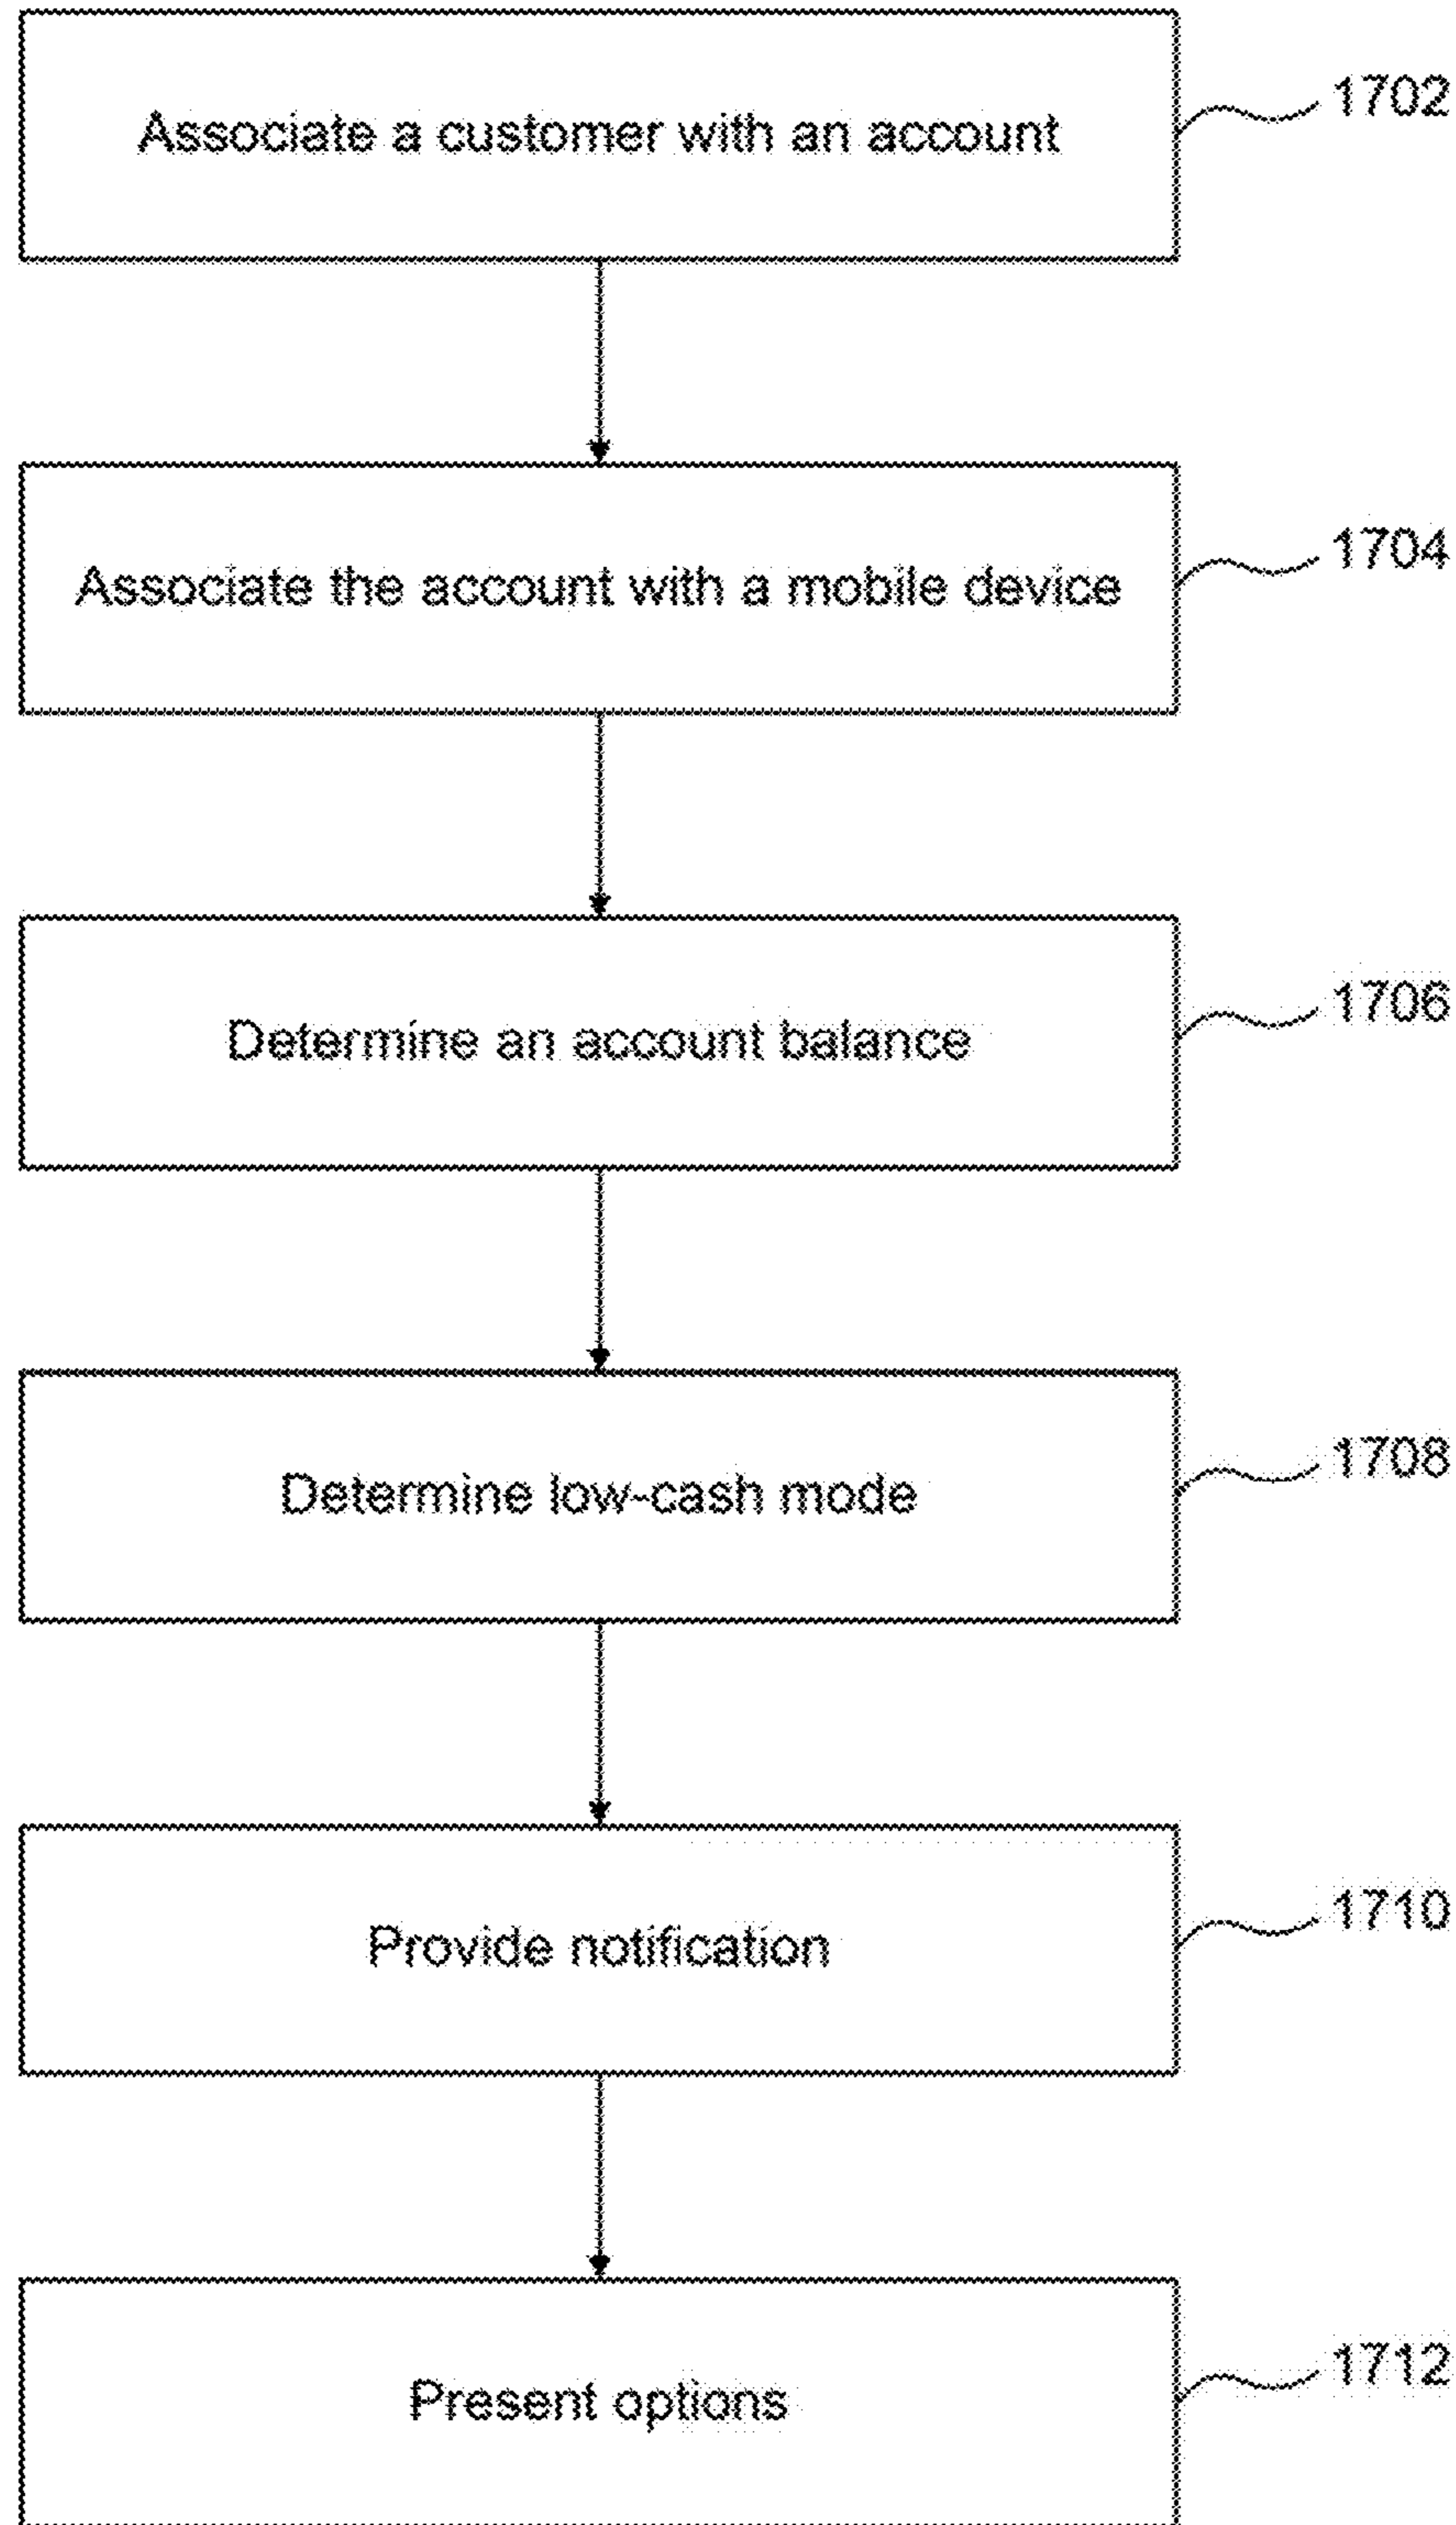 Associate a customer with an account
1702
Associate the account with a mobile device
1704
Determine an account balance
1706
Determine low-cash mode
1708
Provide notification
1710
Present options
1712